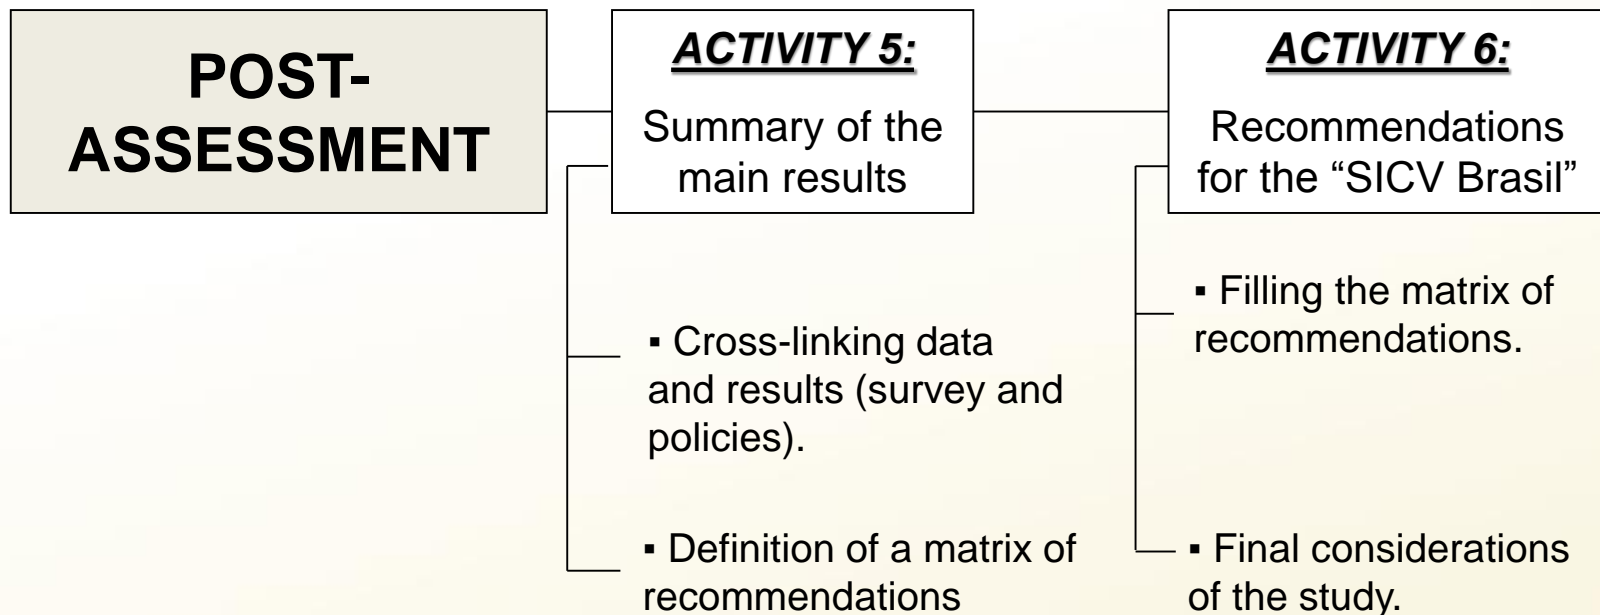 POST-
ASSESSMENT
ACTIVITY 5:
Summary of the
main results
▪ Cross-linking data
and results (survey and
policies).
▪ Definition of a matrix of
recommendations
ACTIVITY 6:
Recommendations
for the “SICV Brasil”
▪ Filling the matrix of
recommendations.
▪ Final considerations
of the study.